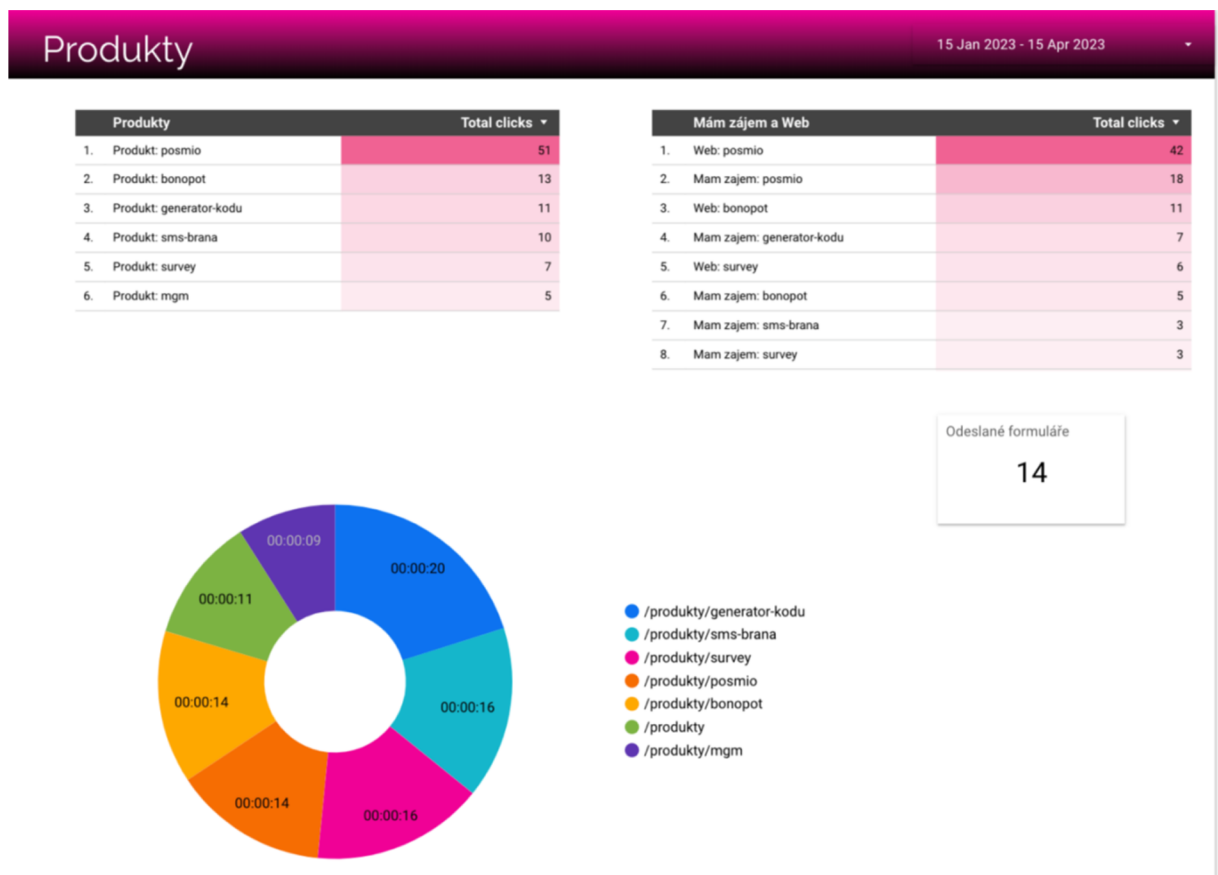 Produkty
15 Jan 2023 - 15 Apr 2023
Produkty Total clicks
1. Produkt: posmio 51
2. Produkt: bonopot 13
3. Produkt: generator-kodu 11
4. Produkt: sms-brana 10
5. Produkt: survey 7
6. Produkt: mgm 5
Mám zájem a Web Total clicks
1. Web: posmio 42
2. Mam zajem: posmio 18
3. Web: bonopot 11
4. Mam zajem: generator-kodu 7
5. Web: survey 6
6. Mam zajem: bonopot 5
7. Mam zajem: sms-brana 3
8. Mam zajem: survey 3
Odeslané formuláře
14
00:00:09
00:00:20
00:00:11
00:00:14
00:00:16
00:00:14
00:00:16
/produkty/generator-kodu
/produkty/sms-brana
/produkty/survey
/produkty/posmio
/produkty/bonopot
/produkty
/produkty/mgm